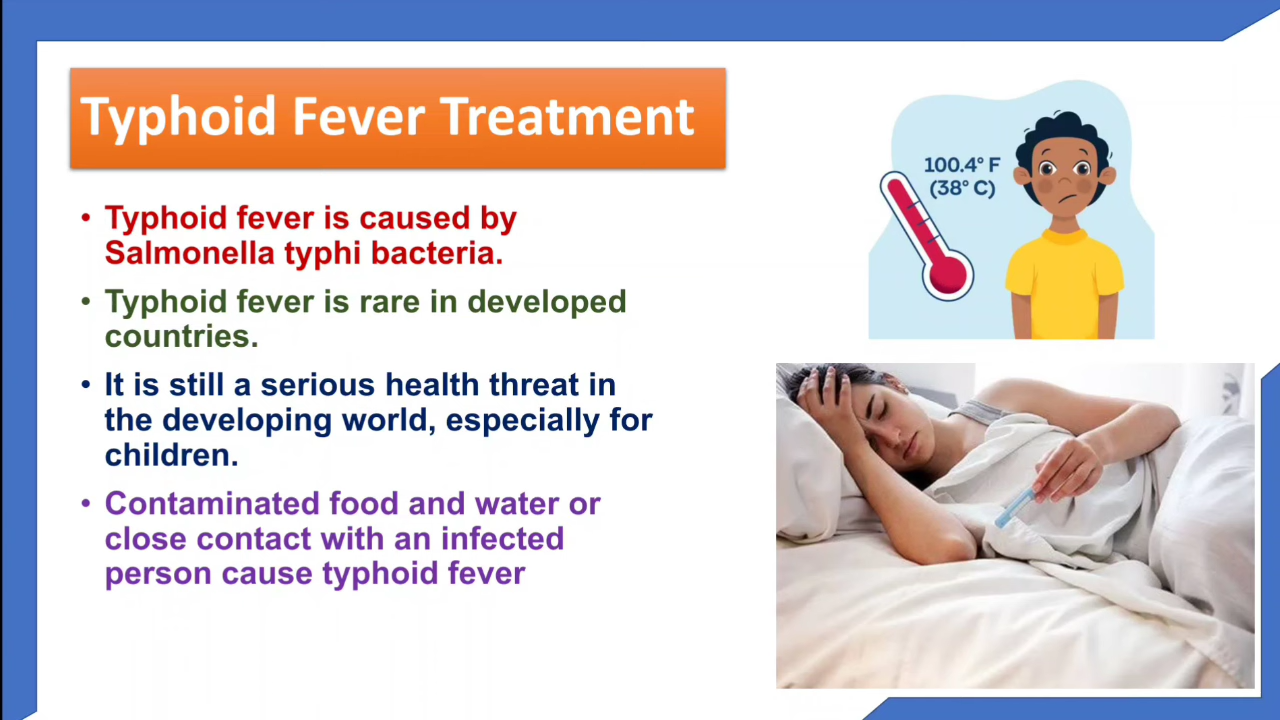 Typhoid Fever Treatment
• Typhoid fever is caused by
Salmonella typhi bacteria.
• Typhoid fever is rare in developed
countries.
• It is still a serious health threat in
the developing world, especially for
children.
• Contaminated food and water or
close contact with an infected
person cause typhoid fever
100.4° F
(38° C)